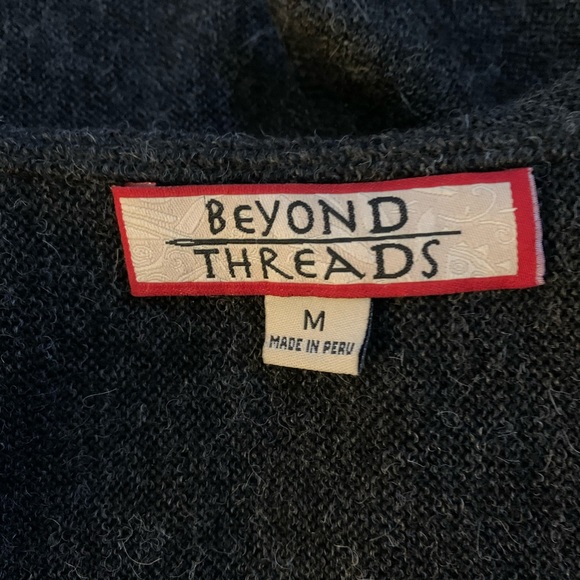 BEYOND
THREADS
M
MADE IN PERU